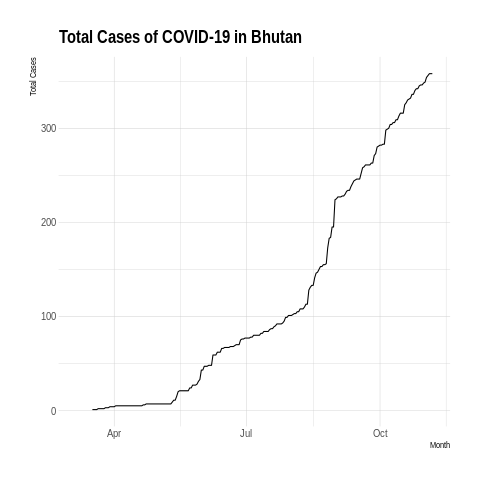 Total Cases of COVID-19 in Bhutan
Total Cases
300
200
100
0
Apr Jul Oct
Month